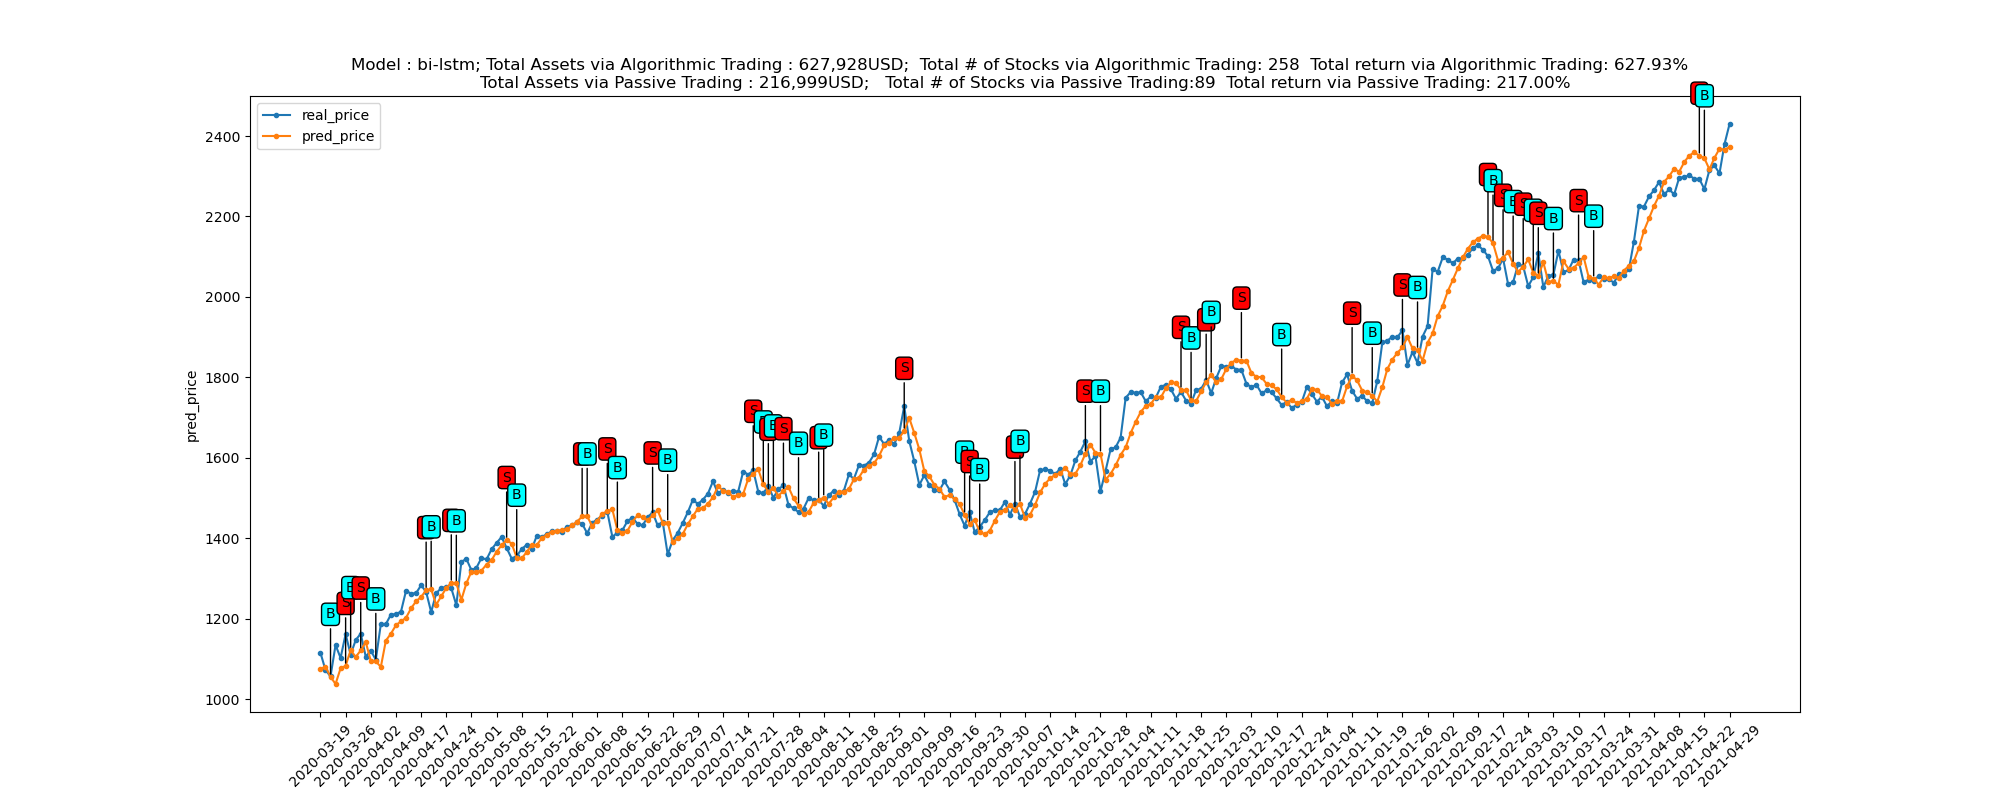 Model : bi-lstm; Total Assets via Algorithmic Trading : 627,928USD;  Total # of Stocks via Algorithmic Trading: 258  Total return via Algorithmic Trading: 627.93%
Total Assets via Passive Trading : 216,999USD;   Total # of Stocks via Passive Trading:89  Total return via Passive Trading: 217.00%
real_price
pred_price
pred_price
2400
2200
2000
1800
1600
1400
1200
1000
B
S
B
S
B
B
B
S
B
B
S
B
S
B
S
B
B
S
B
S
B
S
B
S
B
B
S
B
S
B
B
S
B
S
B
S
B
S
B
B
S
B
S
S
B
S
B
B
2020-03-19
2020-03-26
2020-04-02
2020-04-09
2020-04-17
2020-04-24
2020-05-01
2020-05-08
2020-05-15
2020-05-22
2020-06-01
2020-06-08
2020-06-15
2020-06-22
2020-06-29
2020-07-07
2020-07-14
2020-07-21
2020-07-28
2020-08-04
2020-08-11
2020-08-18
2020-08-25
2020-09-01
2020-09-09
2020-09-16
2020-09-23
2020-09-30
2020-10-07
2020-10-14
2020-10-21
2020-10-28
2020-11-04
2020-11-11
2020-11-18
2020-11-25
2020-12-03
2020-12-10
2020-12-17
2020-12-24
2021-01-04
2021-01-11
2021-01-19
2021-01-26
2021-02-02
2021-02-09
2021-02-17
2021-02-24
2021-03-03
2021-03-10
2021-03-17
2021-03-24
2021-03-31
2021-04-08
2021-04-15
2021-04-22
2021-04-29